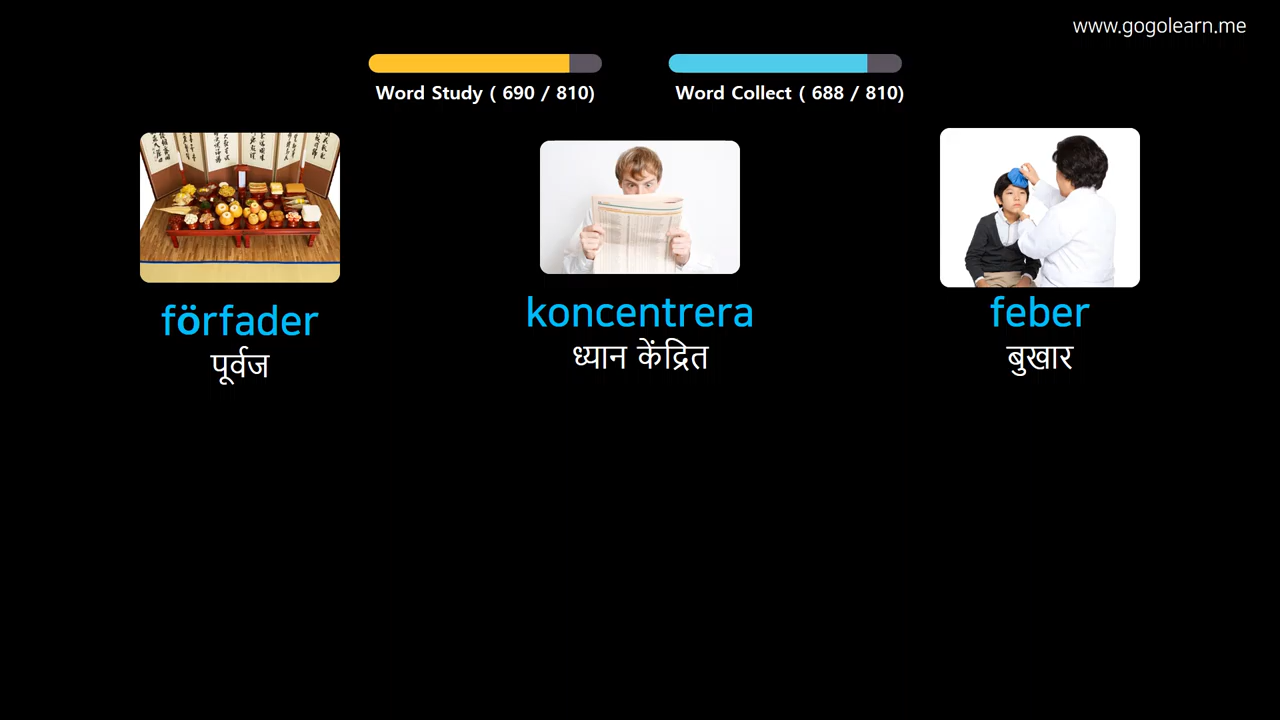 www.gogolearn.me
Word Study ( 690 / 810)
Word Collect ( 688 / 810)
förfader
koncentrera
feber
पूर्वज
ध्यान केंद्रित
बुखार